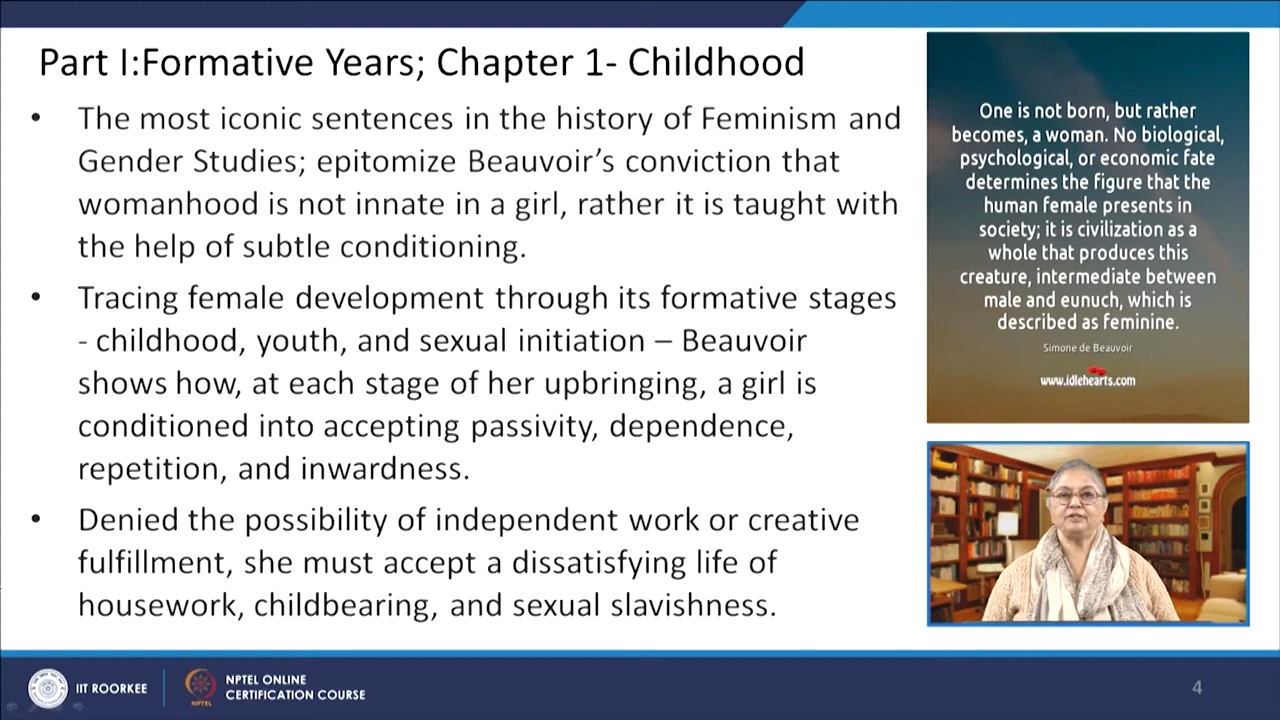 Part I:Formative Years; Chapter 1- Childhood
• The most iconic sentences in the history of Feminism and
Gender Studies; epitomize Beauvoir’s conviction that
womanhood is not innate in a girl, rather it is taught with
the help of subtle conditioning.
• Tracing female development through its formative stages
- childhood, youth, and sexual initiation – Beauvoir
shows how, at each stage of her upbringing, a girl is
conditioned into accepting passivity, dependence,
repetition, and inwardness.
• Denied the possibility of independent work or creative
fulfillment, she must accept a dissatisfying life of
housework, childbearing, and sexual slavishness.
One is not born, but rather
becomes, a woman. No biological,
psychological, or economic fate
determines the figure that the
human female presents in
society; it is civilization as a
whole that produces this
creature, intermediate between
male and eunuch, which is
described as feminine.
Simone de Beauvoir
www.idlehearts.com
IIT ROORKEE
NPTEL
NPTEL ONLINE
CERTIFICATION COURSE
4